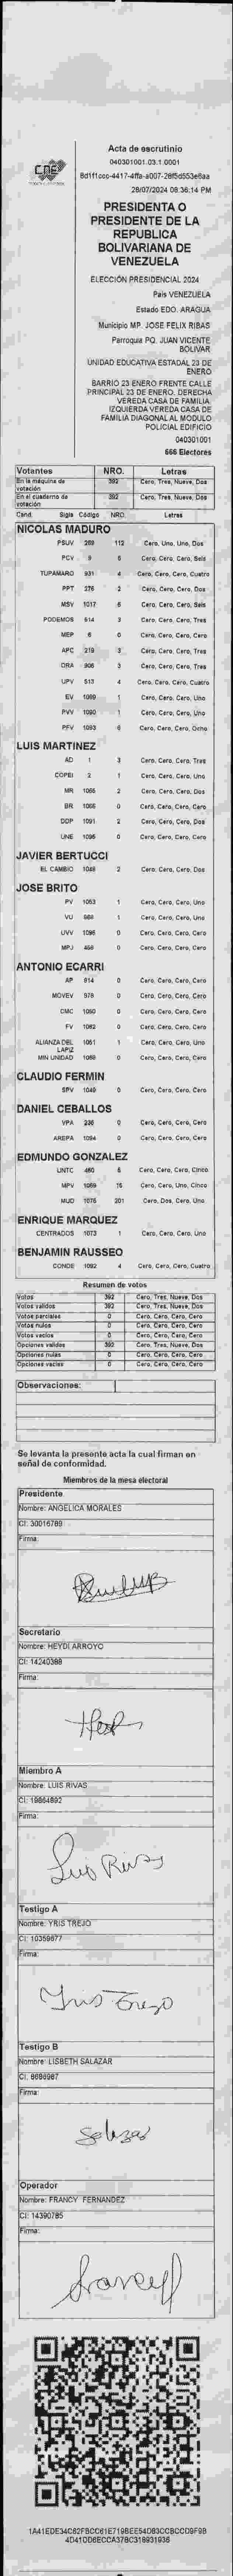 CNE
Acta de escrutinio
040301001.03.1.0001
28/07/2024 08:36:14 PM
PRESIDENTA O
PRESIDENTE DE LA
REPUBLICA
BOLIVARIANA DE
VENEZUELA
ELECCIÓN PRESIDENCIAL 2024
Pais VENEZUELA
Estado EDO. ARAGUA
Municipio MP. JOSE FELIX RIBAS
Parroquia PQ. JUAN VICENTE
BOLIVAR
UNIDAD EDUCATIVA ESTADAL 23 DE
ENERO
BARRIO 23 ENERO FRENTE CALLE
PRINCIPAL 23 DE ENERO. DERECHA
VEREDA CASA DE FAMILIA.
IZQUIERDA VEREDA CASA DE
FAMILIA DIAGONAL AL MODULO
POLICIAL EDIFICIO
040301001
666 Electores
Votantes NRO. Letras
En la máquina de votación 392 Cero, Tres, Nueve, Dos
En el cuaderno de votación 392 Cero, Tres, Nueve, Dos
Cand. Sigla Código NRO. Letras
NICOLAS MADURO
PSUV 269 112 Cero, Uno, Uno, Dos
PCV 9 6 Cero, Cero, Cero, Seis
TUPAMARO 931 4 Cero, Cero, Cero, Cuatro
PPT 276 2 Cero, Cero, Cero, Dos
MSV 1017 6 Cero, Cero, Cero, Seis
PODEMOS 614 3 Cero, Cero, Cero, Tres
MEP 6 0 Cero, Cero, Cero, Cero
APC 219 3 Cero, Cero, Cero, Tres
ORA 906 3 Cero, Cero, Cero, Tres
UPV 513 4 Cero, Cero, Cero, Cuatro
EV 1089 1 Cero, Cero, Cero, Uno
PVV 1090 1 Cero, Cero, Cero, Uno
PFV 1093 8 Cero, Cero, Cero, Ocho
LUIS MARTINEZ
AD 1 3 Cero, Cero, Cero, Tres
COPEI 2 1 Cero, Cero, Cero, Uno
MR 1065 2 Cero, Cero, Cero, Dos
BR 1066 0 Cero, Cero, Cero, Cero
DDP 1091 2 Cero, Cero, Cero, Dos
UNE 1095 0 Cero, Cero, Cero, Cero
JAVIER BERTUCCI
EL CAMBIO 1048 2 Cero, Cero, Cero, Dos
JOSE BRITO
PV 1053 1 Cero, Cero, Cero, Uno
VU 669 1 Cero, Cero, Cero, Uno
UVV 1096 0 Cero, Cero, Cero, Cero
MPJ 466 0 Cero, Cero, Cero, Cero
ANTONIO ECARRI
AP 614 0 Cero, Cero, Cero, Cero
MOVEV 978 0 Cero, Cero, Cero, Cero
CMC 1050 0 Cero, Cero, Cero, Cero
FV 1062 0 Cero, Cero, Cero, Cero
ALIANZA DEL LAPIZ 1051 1 Cero, Cero, Cero, Uno
MIN UNIDAD 1068 0 Cero, Cero, Cero, Cero
CLAUDIO FERMIN
SPV 1049 0 Cero, Cero, Cero, Cero
DANIEL CEBALLOS
VPA 236 0 Cero, Cero, Cero, Cero
AREPA 1094 0 Cero, Cero, Cero, Cero
EDMUNDO GONZALEZ
UNTC 460 5 Cero, Cero, Cero, Cinco
MPV 1069 15 Cero, Cero, Uno, Cinco
MUD 1076 201 Cero, Dos, Cero, Uno
ENRIQUE MARQUEZ
CENTRADOS 1073 1 Cero, Cero, Cero, Uno
BENJAMIN RAUSSEO
CONDE 1092 4 Cero, Cero, Cero, Cuatro
Resumen de votos
Votos 392 Cero, Tres, Nueve, Dos
Votos válidos 392 Cero, Tres, Nueve, Dos
Votos parciales 0 Cero, Cero, Cero, Cero
Votos nulos 0 Cero, Cero, Cero, Cero
Votos vacíos 0 Cero, Cero, Cero, Cero
Opciones validas 392 Cero, Tres, Nueve, Dos
Opciones nulas 0 Cero, Cero, Cero, Cero
Opciones vacías 0 Cero, Cero, Cero, Cero
Observaciones:
Se levanta la presente acta la cual firman en
señal de conformidad.
Miembros de la mesa electoral
Presidente
Nombre: ANGELICA MORALES
CI: 30016789
Firma:
Secretario
Nombre: HEYDI ARROYO
CI: 14240388
Firma:
Miembro A
Nombre: LUIS RIVAS
CI: 19864892
Firma:
Luis Rivas
Testigo A
Nombre: YRIS TREJO
CI: 10359877
Firma:
Yris Trejo
Testigo B
Nombre: LISBETH SALAZAR
CI: 8686987
Firma:
Salazar
Operador
Nombre: FRANCY FERNANDEZ
CI: 14390785
Firma: